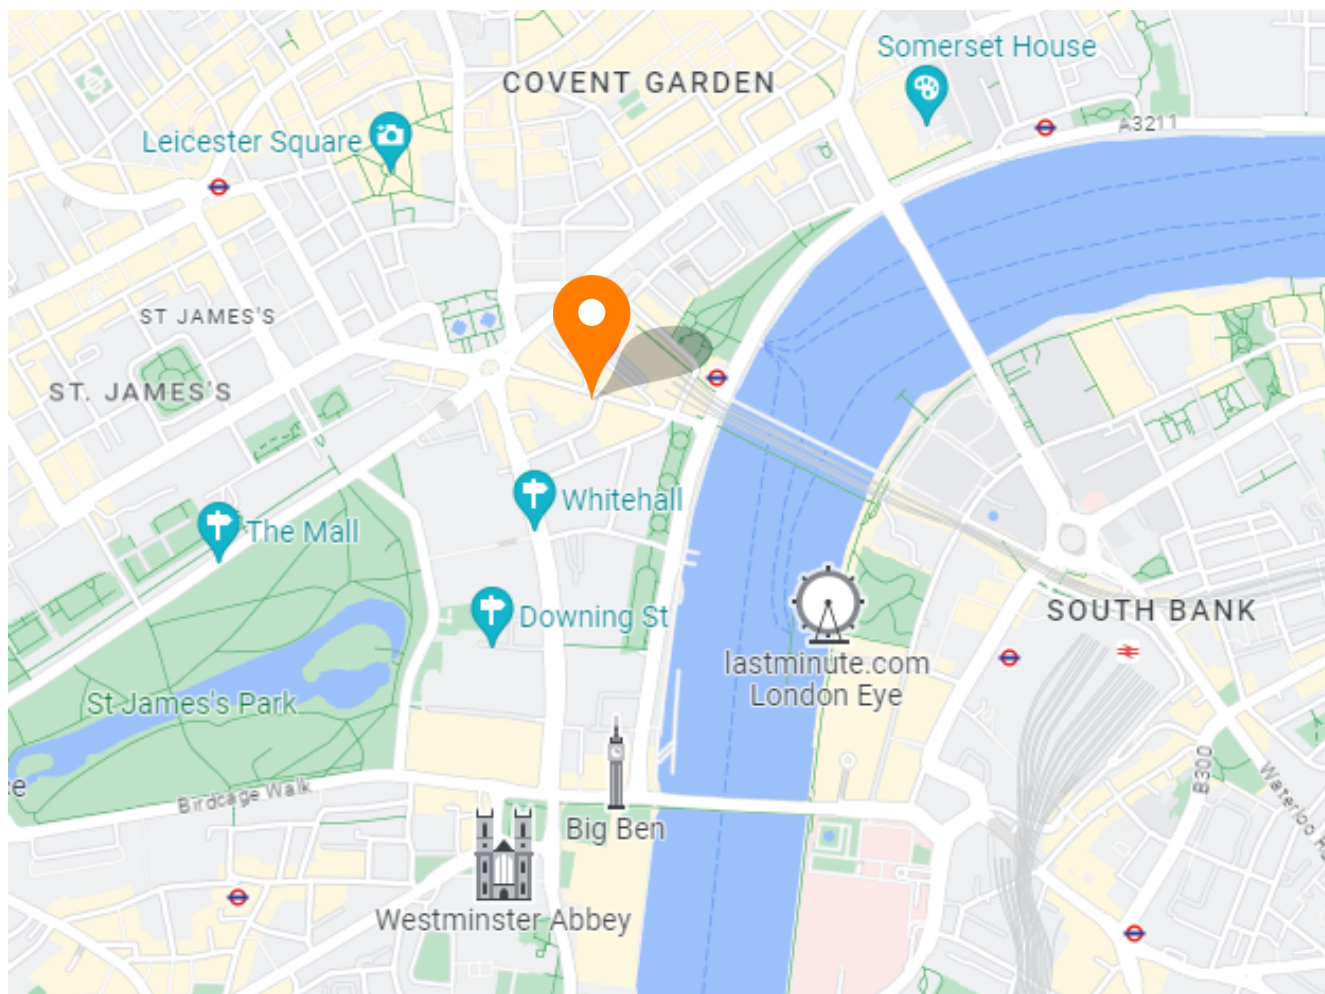 Somerset House
COVENT GARDEN
A3211
Leicester Square
ST JAMES'S
ST. JAMES'S
Whitehall
The Mall
SOUTH BANK
Downing St
lastminute.com
London Eye
St James's Park
B300
Birdcage Walk
Big Ben
Westminster Abbey